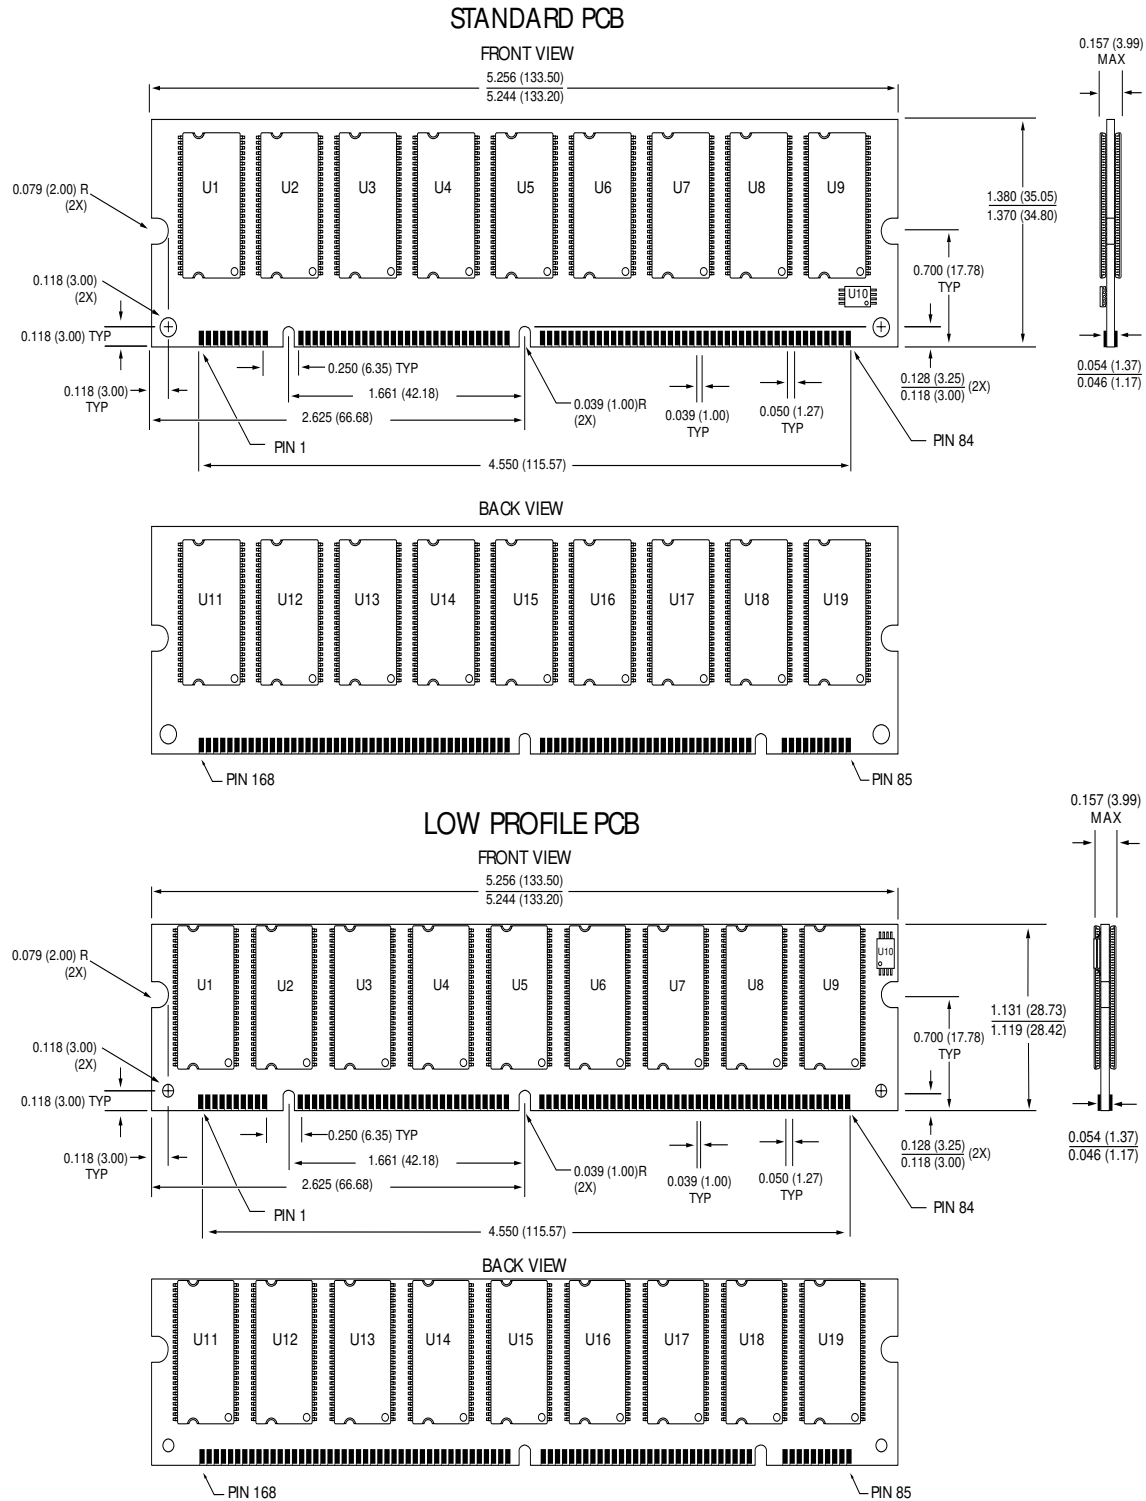 STANDARD PCB
FRONT VIEW
0.157 (3.99)
MAX
5.256 (133.50)
5.244 (133.20)
U1 U2 U3 U4 U5 U6 U7 U8 U9
0.079 (2.00) R
(2X)
1.380 (35.05)
1.370 (34.80)
0.700 (17.78)
TYP
0.118 (3.00)
(2X)
U10
0.118 (3.00) TYP
0.250 (6.35) TYP
0.118 (3.00)
TYP
1.661 (42.18)
0.039 (1.00)R
(2X)
0.039 (1.00)
TYP
0.050 (1.27)
TYP
0.128 (3.25)
0.118 (3.00)
(2X)
0.054 (1.37)
0.046 (1.17)
2.625 (66.68)
PIN 1
PIN 84
4.550 (115.57)
BACK VIEW
U11 U12 U13 U14 U15 U16 U17 U18 U19
PIN 168
PIN 85
LOW PROFILE PCB
FRONT VIEW
0.157 (3.99)
MAX
5.256 (133.50)
5.244 (133.20)
U10
0.079 (2.00) R
(2X)
U1 U2 U3 U4 U5 U6 U7 U8 U9
1.131 (28.73)
1.119 (28.42)
0.700 (17.78)
TYP
0.118 (3.00)
(2X)
0.118 (3.00) TYP
0.250 (6.35) TYP
0.118 (3.00)
TYP
1.661 (42.18)
0.039 (1.00)R
(2X)
0.039 (1.00)
TYP
0.050 (1.27)
TYP
0.128 (3.25)
0.118 (3.00)
(2X)
0.054 (1.37)
0.046 (1.17)
2.625 (66.68)
PIN 1
PIN 84
4.550 (115.57)
BACK VIEW
U11 U12 U13 U14 U15 U16 U17 U18 U19
PIN 168
PIN 85